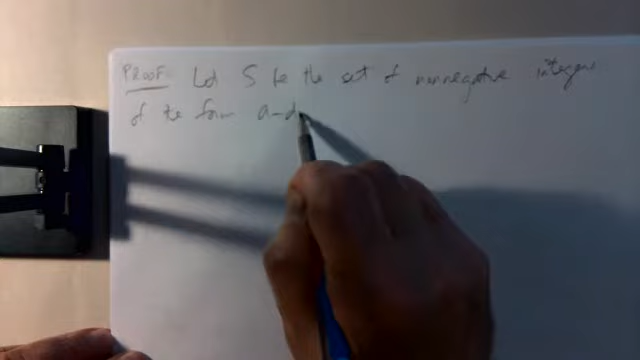 PROOF: Let S be the set of nonnegative integers
of the form a-d